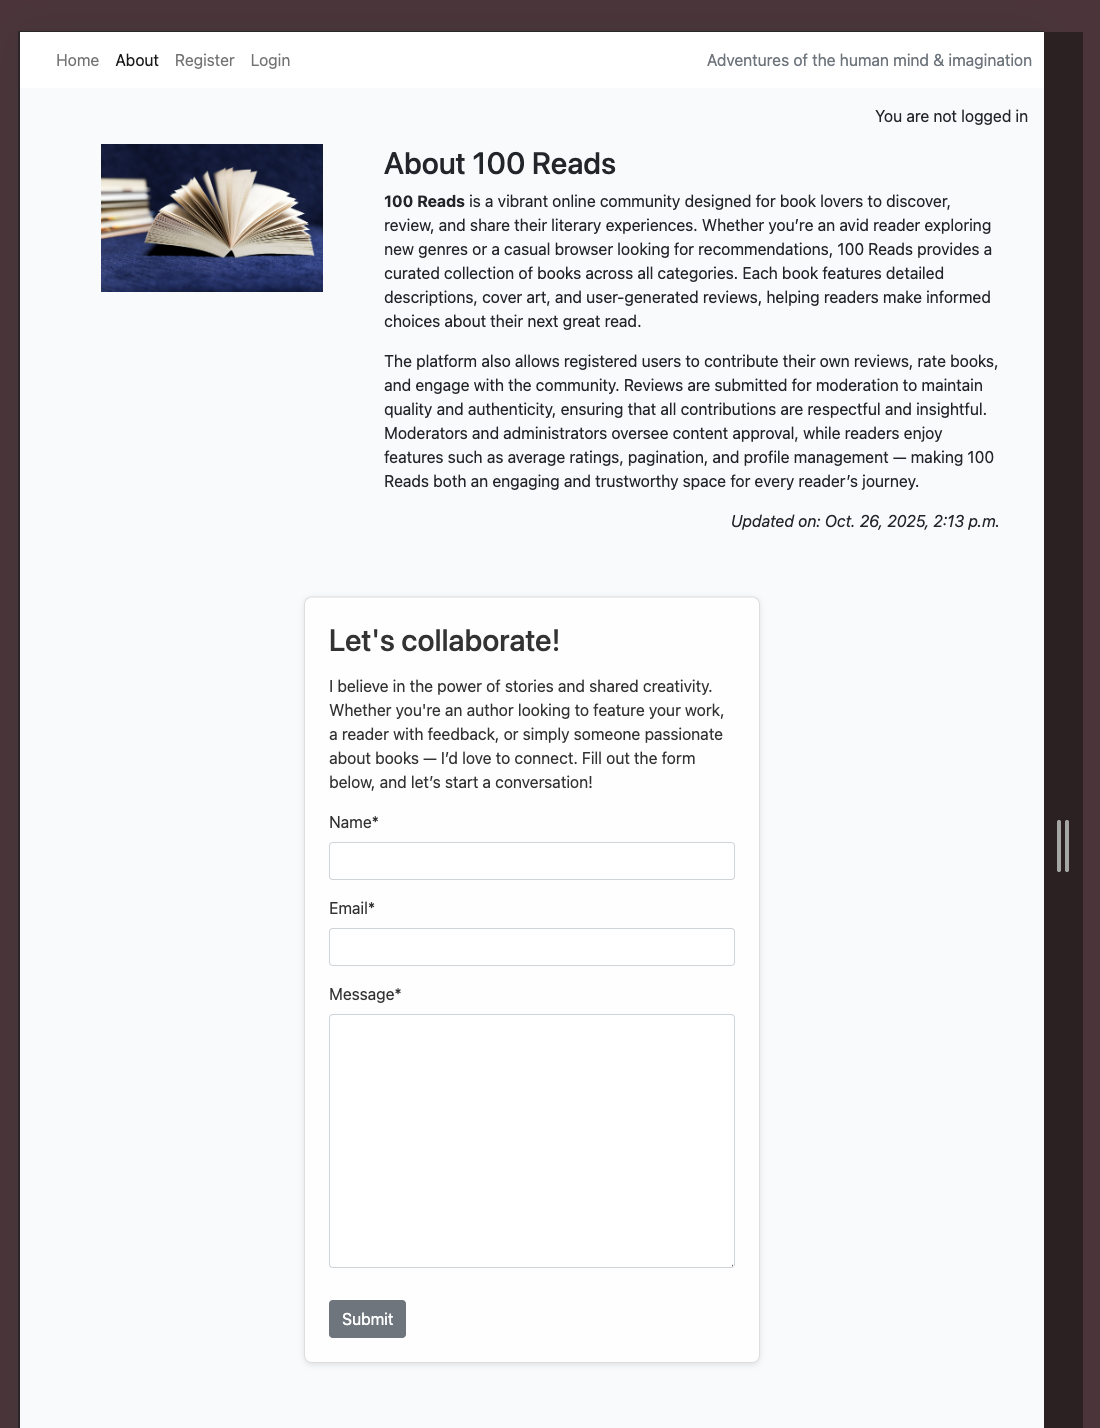 Home About Register Login Adventures of the human mind & imagination
You are not logged in
About 100 Reads
100 Reads is a vibrant online community designed for book lovers to discover,
review, and share their literary experiences. Whether you’re an avid reader exploring
new genres or a casual browser looking for recommendations, 100 Reads provides a
curated collection of books across all categories. Each book features detailed
descriptions, cover art, and user-generated reviews, helping readers make informed
choices about their next great read.
The platform also allows registered users to contribute their own reviews, rate books,
and engage with the community. Reviews are submitted for moderation to maintain
quality and authenticity, ensuring that all contributions are respectful and insightful.
Moderators and administrators oversee content approval, while readers enjoy
features such as average ratings, pagination, and profile management — making 100
Reads both an engaging and trustworthy space for every reader’s journey.
Updated on: Oct. 26, 2025, 2:13 p.m.
Let's collaborate!
I believe in the power of stories and shared creativity.
Whether you're an author looking to feature your work,
a reader with feedback, or simply someone passionate
about books — I’d love to connect. Fill out the form
below, and let’s start a conversation!
Name*
Email*
Message*
Submit